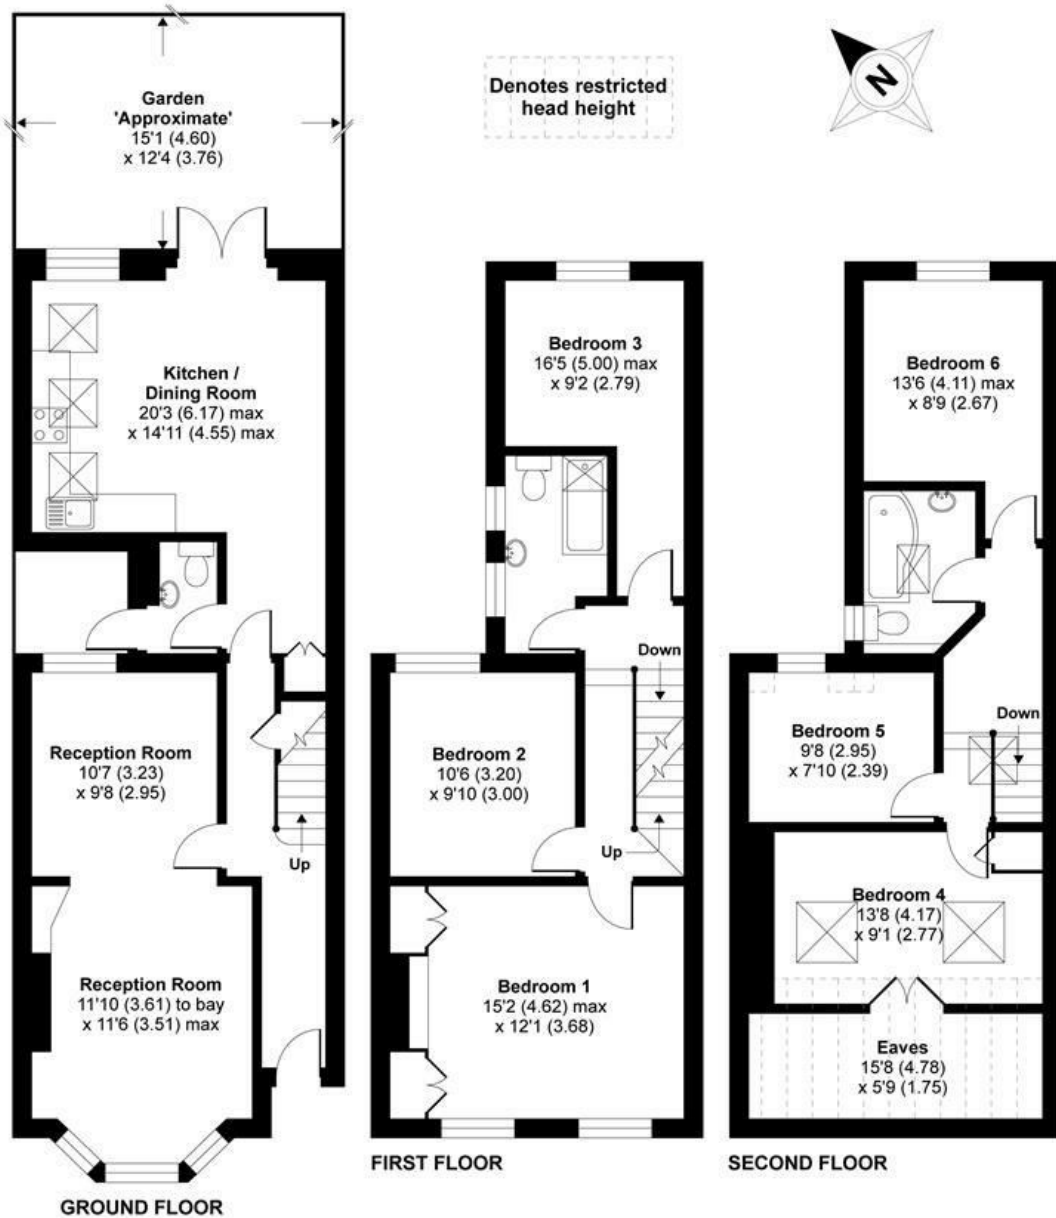 Garden
'Approximate'
15'1 (4.60)
x 12'4 (3.76)
Denotes restricted
head height
N
Kitchen /
Dining Room
20'3 (6.17) max
x 14'11 (4.55) max
Reception Room
10'7 (3.23)
x 9'8 (2.95)
Up
Reception Room
11'10 (3.61) to bay
x 11'6 (3.51) max
GROUND FLOOR
Bedroom 3
16'5 (5.00) max
x 9'2 (2.79)
Down
Bedroom 2
10'6 (3.20)
x 9'10 (3.00)
Up
Bedroom 1
15'2 (4.62) max
x 12'1 (3.68)
FIRST FLOOR
Bedroom 6
13'6 (4.11) max
x 8'9 (2.67)
Down
Bedroom 5
9'8 (2.95)
x 7'10 (2.39)
Bedroom 4
13'8 (4.17)
x 9'1 (2.77)
Eaves
15'8 (4.78)
x 5'9 (1.75)
SECOND FLOOR